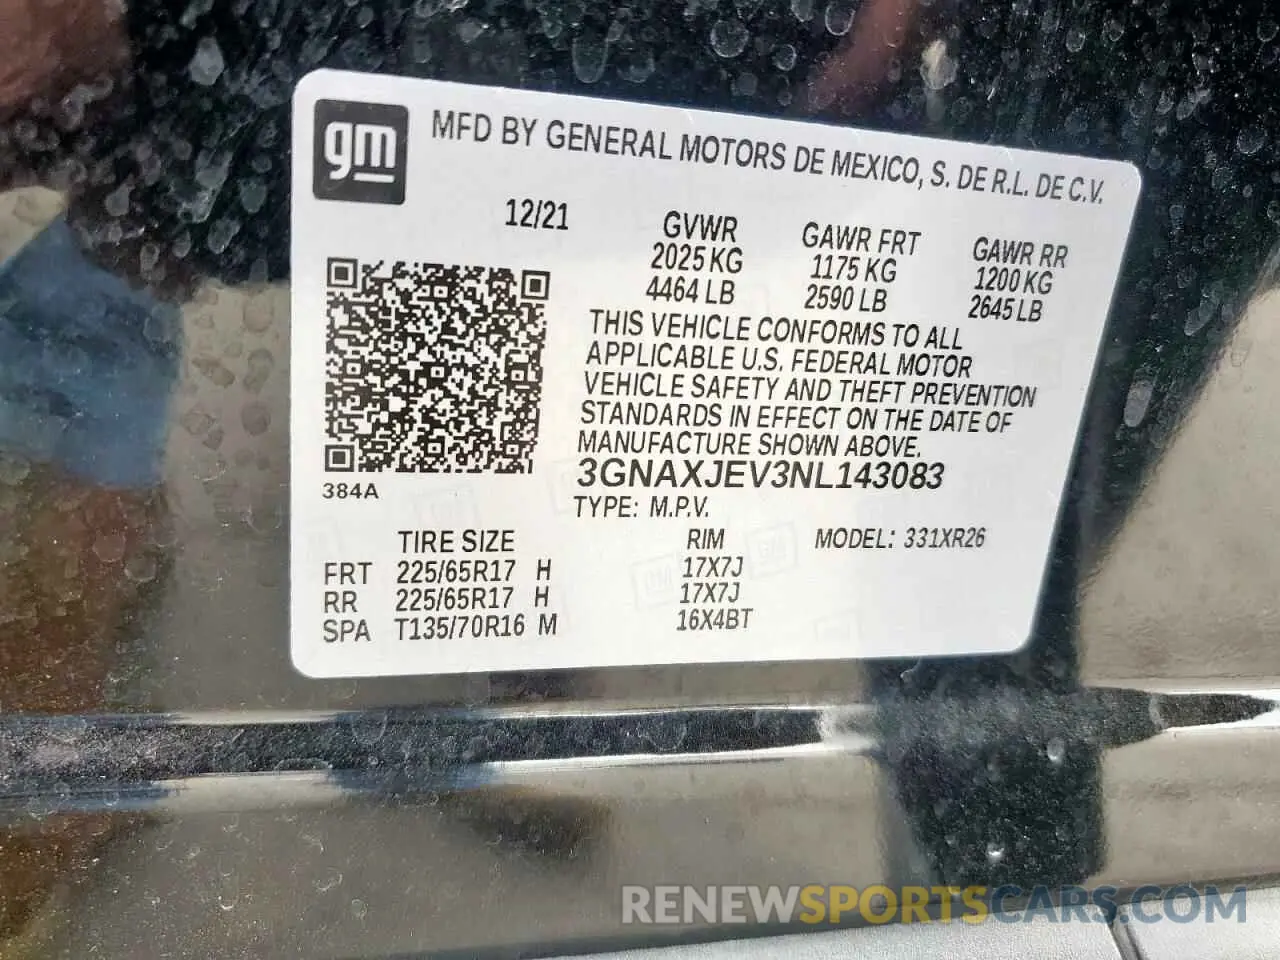 gm
MFD BY GENERAL MOTORS DE MEXICO, S. DE R.L. DE C.V.
12/21
GVWR
2025 KG
4464 LB
GAWR FRT
1175 KG
2590 LB
GAWR RR
1200 KG
2645 LB
THIS VEHICLE CONFORMS TO ALL
APPLICABLE U.S. FEDERAL MOTOR
VEHICLE SAFETY AND THEFT PREVENTION
STANDARDS IN EFFECT ON THE DATE OF
MANUFACTURE SHOWN ABOVE.
384A
3GNAXJEV3NL143083
TYPE: M.P.V.
TIRE SIZE RIM MODEL: 331XR26
FRT 225/65R17 H 17X7J
RR 225/65R17 H 17X7J
SPA T135/70R16 M 16X4BT
RENEWSPORTSCARS.COM